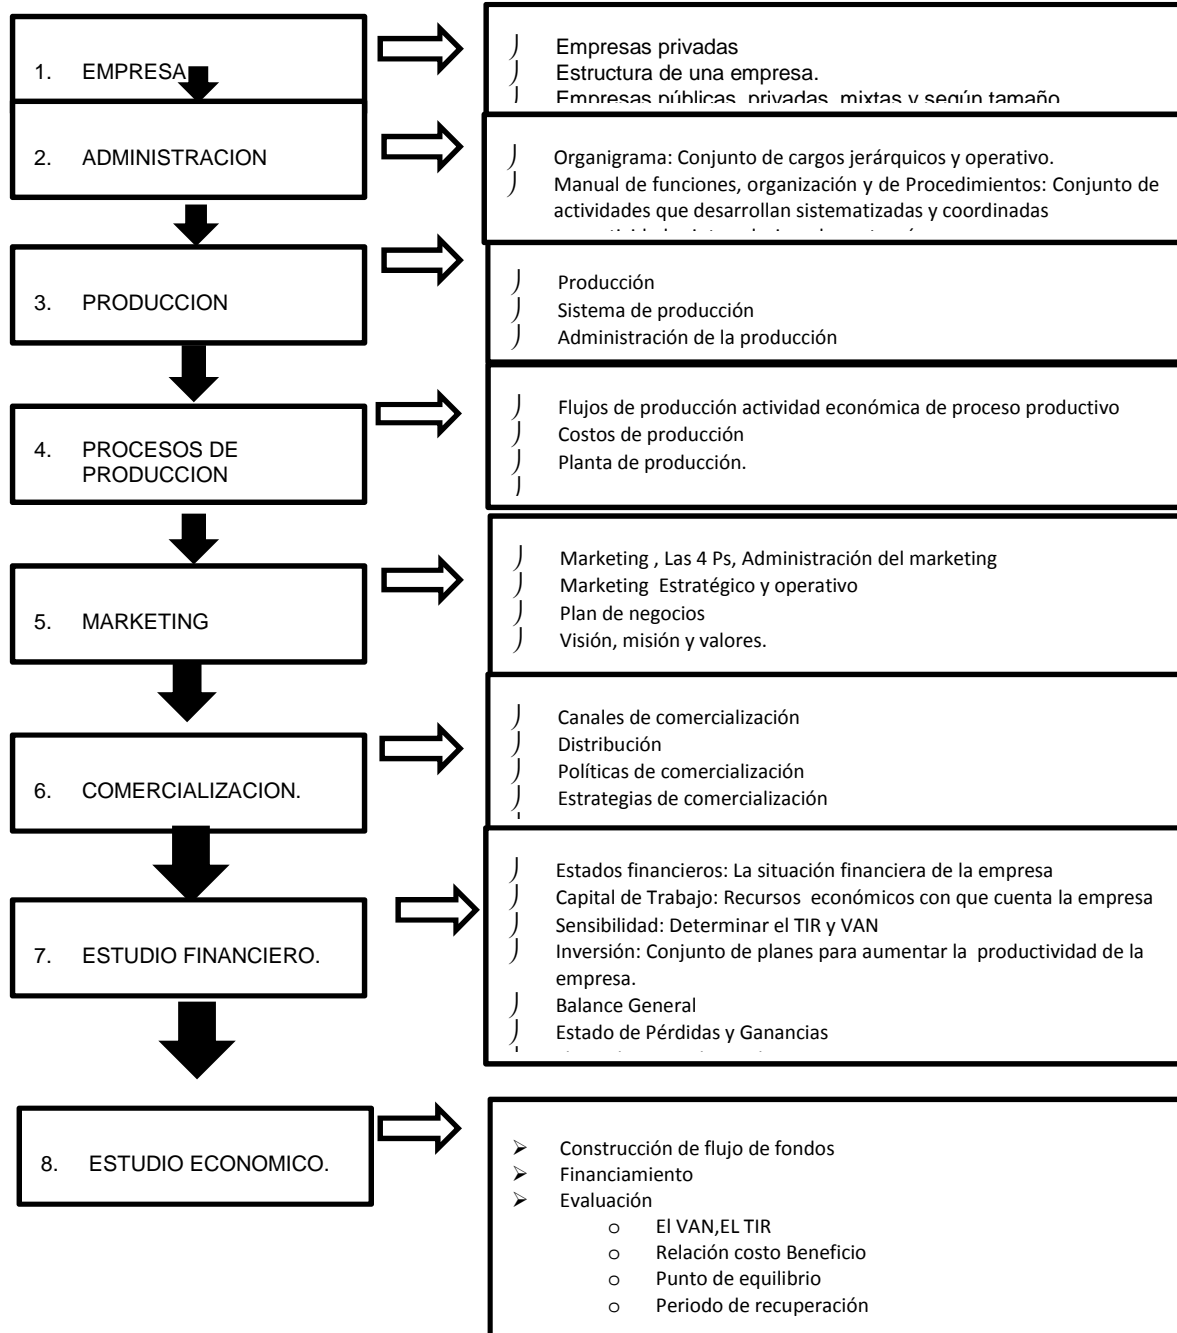 1. EMPRESA
Empresas privadas
Estructura de una empresa.
Empresas públicas, privadas, mixtas y según tamaño
2. ADMINISTRACION
Organigrama: Conjunto de cargos jerárquicos y operativo.
Manual de funciones, organización y de Procedimientos: Conjunto de
actividades que desarrollan sistematizadas y coordinadas
3. PRODUCCION
Producción
Sistema de producción
Administración de la producción
4. PROCESOS DE
PRODUCCION
Flujos de producción actividad económica de proceso productivo
Costos de producción
Planta de producción.
5. MARKETING
Marketing , Las 4 Ps, Administración del marketing
Marketing Estratégico y operativo
Plan de negocios
Visión, misión y valores.
6. COMERCIALIZACION.
Canales de comercialización
Distribución
Políticas de comercialización
Estrategias de comercialización
7. ESTUDIO FINANCIERO.
Estados financieros: La situación financiera de la empresa
Capital de Trabajo: Recursos económicos con que cuenta la empresa
Sensibilidad: Determinar el TIR y VAN
Inversión: Conjunto de planes para aumentar la productividad de la
empresa.
Balance General
Estado de Pérdidas y Ganancias
8. ESTUDIO ECONOMICO.
Construcción de flujo de fondos
Financiamiento
Evaluación
o El VAN,EL TIR
o Relación costo Beneficio
o Punto de equilibrio
o Periodo de recuperación